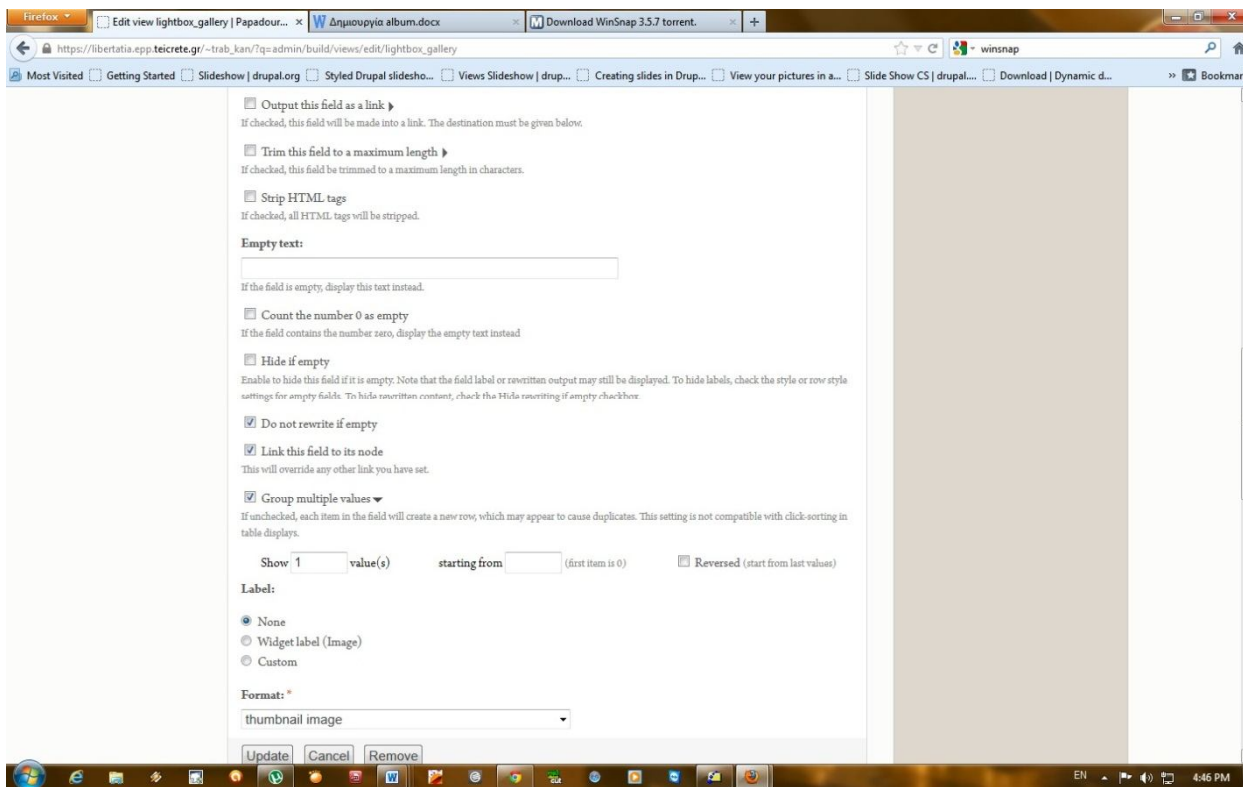 Firefox
Edit view lightbox_gallery | Papadour... × Δημιουργία album.docx × Download WinSnap 3.5.7 torrent. × +
https://libertatia.epp.teicrete.gr/~trab_kan/?q=admin/build/views/edit/lightbox_gallery winsnap
Most Visited Getting Started Slideshow | drupal.org Styled Drupal slidesho... Views Slideshow | drup... Creating slides in Drup... View your pictures in a... Slide Show CS | drupal.... Download | Dynamic d... » Bookmar
Output this field as a link
If checked, this field will be made into a link. The destination must be given below.
Trim this field to a maximum length
If checked, this field be trimmed to a maximum length in characters.
Strip HTML tags
If checked, all HTML tags will be stripped.
Empty text:
If the field is empty, display this text instead.
Count the number 0 as empty
If the field contains the number zero, display the empty text instead
Hide if empty
Enable to hide this field if it is empty. Note that the field label or rewritten output may still be displayed. To hide labels, check the style or row style
settings for empty fields. To hide rewritten content, check the Hide rewriting if empty checkbox.
Do not rewrite if empty
Link this field to its node
This will override any other link you have set.
Group multiple values
If unchecked, each item in the field will create a new row, which may appear to cause duplicates. This setting is not compatible with click-sorting in
table displays.
Show 1 value(s) starting from (first item is 0) Reversed (start from last values)
Label:
None
Widget label (Image)
Custom
Format: *
thumbnail image
Update Cancel Remove
EN 4:46 PM